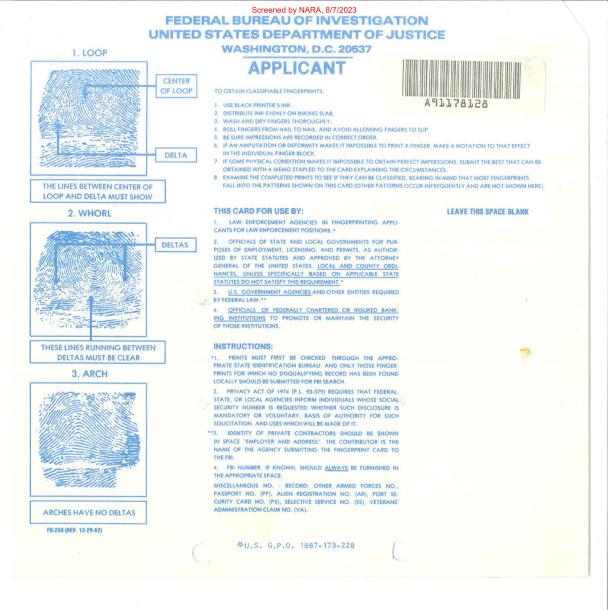 Screened by NARA, 8/7/2023
FEDERAL BUREAU OF INVESTIGATION
UNITED STATES DEPARTMENT OF JUSTICE
WASHINGTON, D.C. 20537
APPLICANT
1. LOOP
CENTER
OF LOOP
DELTA
THE LINES BETWEEN CENTER OF
LOOP AND DELTA MUST SHOW
2. WHORL
DELTAS
THESE LINES RUNNING BETWEEN
DELTAS MUST BE CLEAR
3. ARCH
ARCHES HAVE NO DELTAS
FD-258 (REV. 12-29-82)
A91178128
TO OBTAIN CLASSIFIABLE FINGERPRINTS:
1. USE BLACK PRINTER'S INK.
2. DISTRIBUTE INK EVENLY ON INKING SLAB.
3. WASH AND DRY FINGERS THOROUGHLY.
4. ROLL FINGERS FROM NAIL TO NAIL, AND AVOID ALLOWING FINGERS TO SLIP.
5. BE SURE IMPRESSIONS ARE RECORDED IN CORRECT ORDER.
6. IF AN AMPUTATION OR DEFORMITY MAKES IT IMPOSSIBLE TO PRINT A FINGER, MAKE A NOTATION TO THAT EFFECT
IN THE INDIVIDUAL FINGER BLOCK.
7. IF SOME PHYSICAL CONDITION MAKES IT IMPOSSIBLE TO OBTAIN PERFECT IMPRESSIONS, SUBMIT THE BEST THAT CAN BE
OBTAINED WITH A MEMO STAPLED TO THE CARD EXPLAINING THE CIRCUMSTANCES.
8. EXAMINE THE COMPLETED PRINTS TO SEE IF THEY CAN BE CLASSIFIED, BEARING IN MIND THAT MOST FINGERPRINTS
FALL INTO THE PATTERNS SHOWN ON THIS CARD (OTHER PATTERNS OCCUR INFREQUENTLY AND ARE NOT SHOWN HERE).
THIS CARD FOR USE BY:
1. LAW ENFORCEMENT AGENCIES IN FINGERPRINTING APPLI-
CANTS FOR LAW ENFORCEMENT POSITIONS.*
2. OFFICIALS OF STATE AND LOCAL GOVERNMENTS FOR PUR-
POSES OF EMPLOYMENT, LICENSING, AND PERMITS, AS AUTHOR-
IZED BY STATE STATUTES AND APPROVED BY THE ATTORNEY
GENERAL OF THE UNITED STATES. LOCAL AND COUNTY ORDI-
NANCES, UNLESS SPECIFICALLY BASED ON APPLICABLE STATE
STATUTES DO NOT SATISFY THIS REQUIREMENT.*
3. U.S. GOVERNMENT AGENCIES AND OTHER ENTITIES REQUIRED
BY FEDERAL LAW.**
4. OFFICIALS OF FEDERALLY CHARTERED OR INSURED BANK-
ING INSTITUTIONS TO PROMOTE OR MAINTAIN THE SECURITY
OF THOSE INSTITUTIONS.
LEAVE THIS SPACE BLANK
INSTRUCTIONS:
*1. PRINTS MUST FIRST BE CHECKED THROUGH THE APPRO-
PRIATE STATE IDENTIFICATION BUREAU, AND ONLY THOSE FINGER-
PRINTS FOR WHICH NO DISQUALIFYING RECORD HAS BEEN FOUND
LOCALLY SHOULD BE SUBMITTED FOR FBI SEARCH.
2. PRIVACY ACT OF 1974 (P.L. 93-579) REQUIRES THAT FEDERAL,
STATE, OR LOCAL AGENCIES INFORM INDIVIDUALS WHOSE SOCIAL
SECURITY NUMBER IS REQUESTED WHETHER SUCH DISCLOSURE IS
MANDATORY OR VOLUNTARY, BASIS OF AUTHORITY FOR SUCH
SOLICITATION, AND USES WHICH WILL BE MADE OF IT.
**3. IDENTITY OF PRIVATE CONTRACTORS SHOULD BE SHOWN
IN SPACE "EMPLOYER AND ADDRESS". THE CONTRIBUTOR IS THE
NAME OF THE AGENCY SUBMITTING THE FINGERPRINT CARD TO
THE FBI.
4. FBI NUMBER, IF KNOWN, SHOULD ALWAYS BE FURNISHED IN
THE APPROPRIATE SPACE.
MISCELLANEOUS NO. - RECORD: OTHER ARMED FORCES NO.,
PASSPORT NO. (PP), ALIEN REGISTRATION NO. (AR), PORT SE-
CURITY CARD NO. (PS), SELECTIVE SERVICE NO. (SS), VETERANS'
ADMINISTRATION CLAIM NO. (VA).
*U.S. G.P.O. 1987-173-228